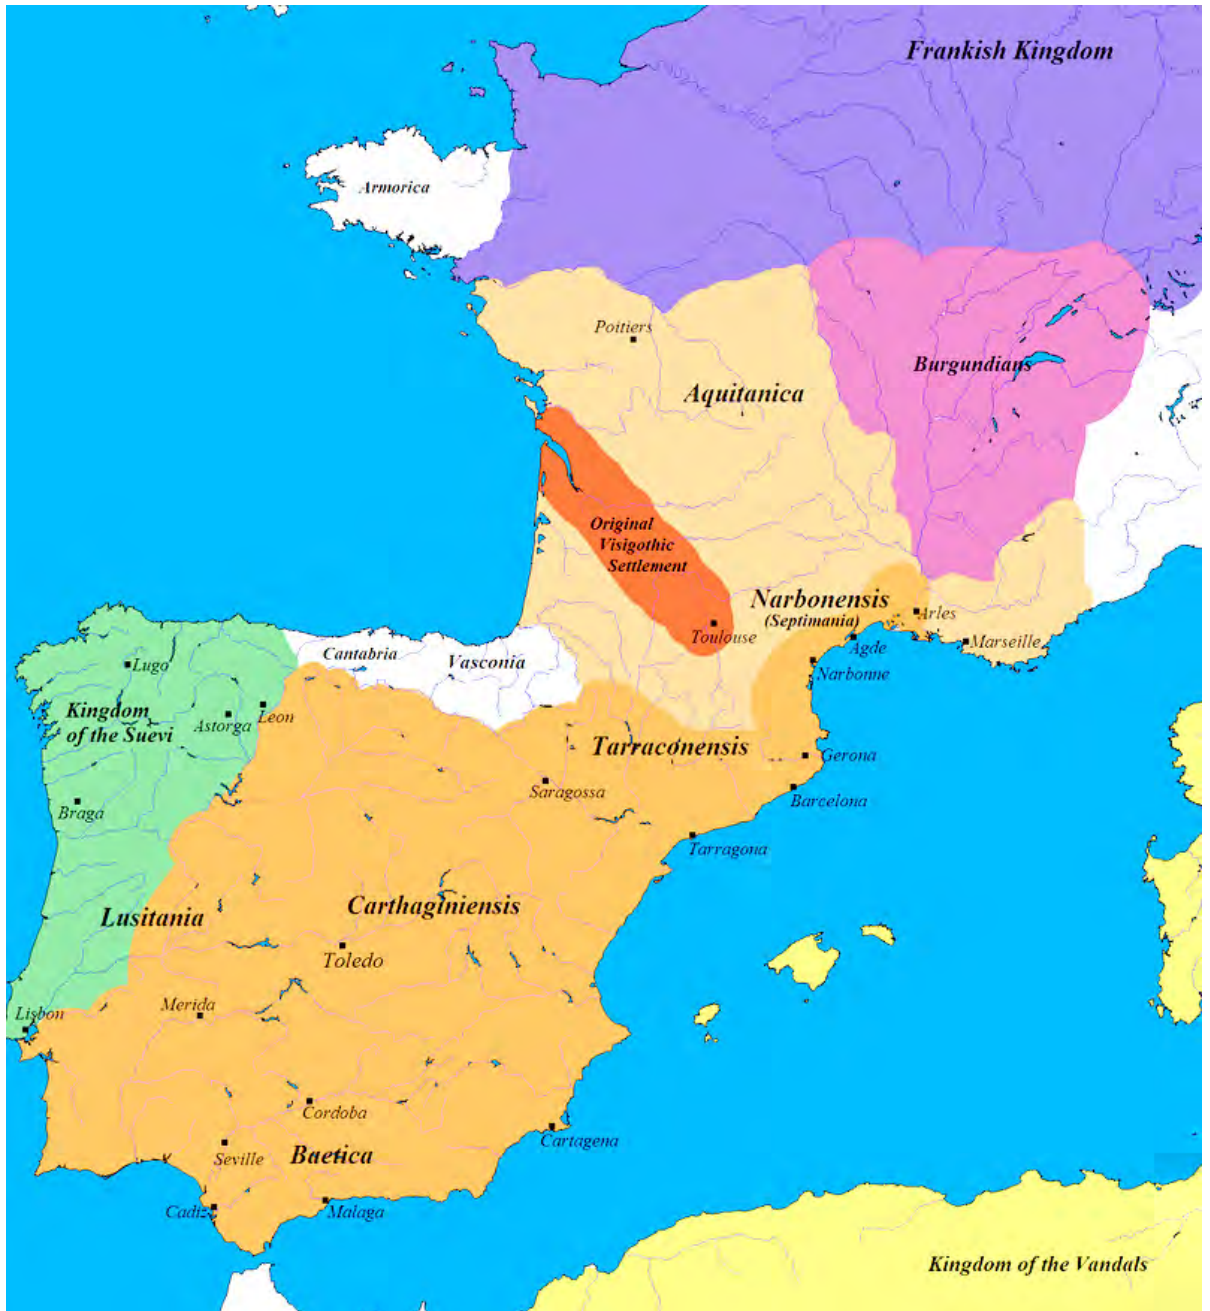 Frankish Kingdom
Armorica
Poitiers
Aquitanica
Burgundians
Original
Visigothic
Settlement
Narbonensis
(Septimania)
Arles
Toulouse
Agde
Marseille
Narbonne
Cantabria
Vasconia
Lugo
Kingdom
of the Suevi
Astorga
Leon
Tarraconensis
Gerona
Saragossa
Barcelona
Braga
Tarragona
Lusitania
Carthaginiensis
Toledo
Merida
Lisbon
Cordoba
Cartagena
Seville
Baetica
Cadiz
Malaga
Kingdom of the Vandals